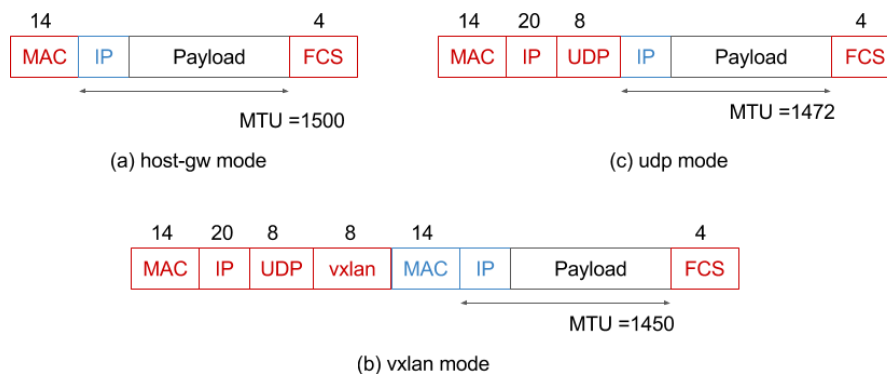 14 4
MAC IP Payload FCS
MTU =1500
(a) host-gw mode
14 20 8 4
MAC IP UDP IP Payload FCS
MTU =1472
(c) udp mode
14 20 8 8 14 4
MAC IP UDP vxlan MAC IP Payload FCS
MTU =1450
(b) vxlan mode